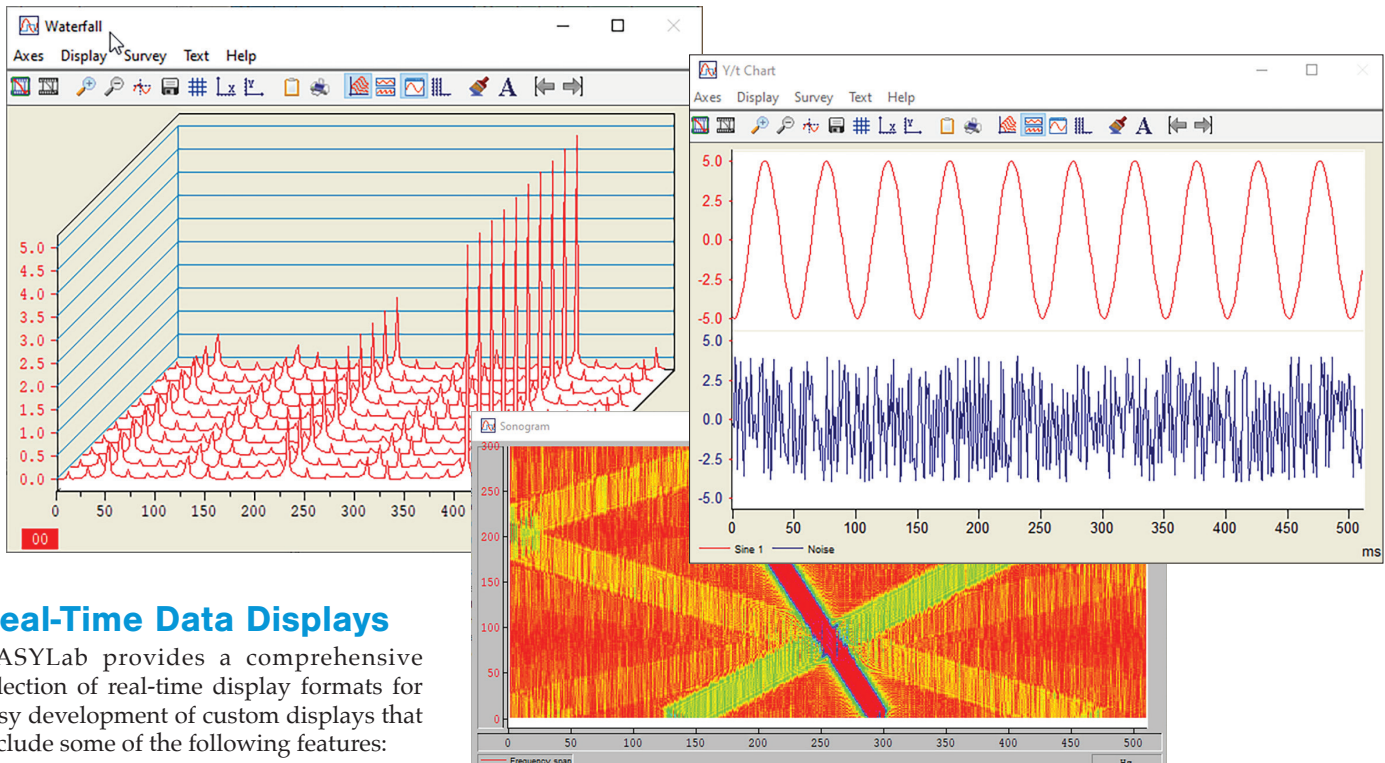 Waterfall
Axes Display Survey Text Help
5.0
4.5
4.0
3.5
3.0
2.5
2.0
1.5
1.0
0.5
0.0
0 50 100 150 200 250 300 350 400
00
Y/t Chart
Axes Display Survey Text Help
5.0
2.5
0.0
-2.5
-5.0
5.0
2.5
0.0
-2.5
-5.0
0 50 100 150 200 250 300 350 400 450 500
ms
Sine 1 Noise
Sonogram
300
250
200
150
100
50
0
0 50 100 150 200 250 300 350 400 450 500
Frequency span
Hz
eal-Time Data Displays
ASYLab provides a comprehensive
lection of real-time display formats for
sy development of custom displays that
clude some of the following features: